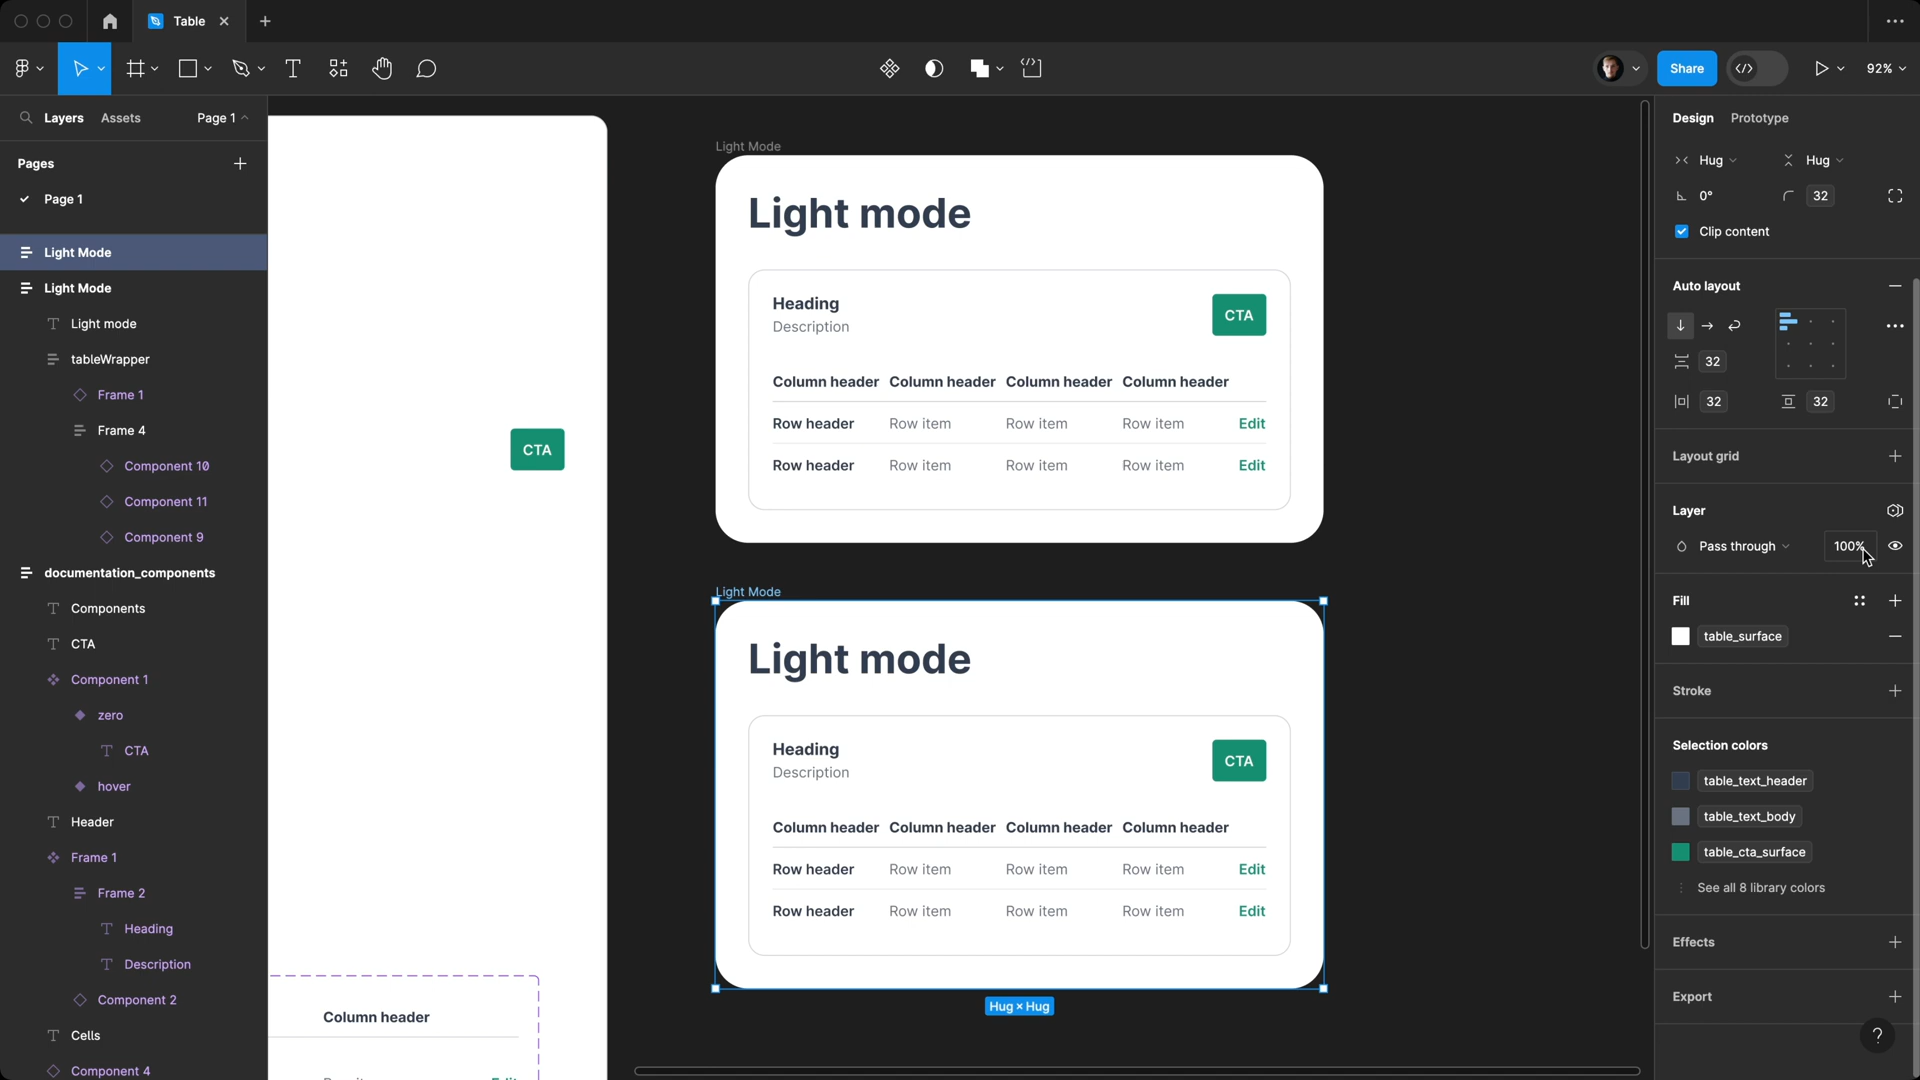 Table
Share
92%
Layers
Assets
Page 1
Pages
Page 1
Light Mode
Light Mode
Light mode
tableWrapper
Frame 1
Frame 4
Component 10
Component 11
Component 9
documentation_components
Components
CTA
Component 1
zero
CTA
hover
Header
Frame 1
Frame 2
Heading
Description
Component 2
Cells
Component 4
CTA
Column header
Light Mode
Light mode
Heading
Description
CTA
Column header Column header Column header Column header
Row header Row item Row item Row item Edit
Row header Row item Row item Row item Edit
Light Mode
Light mode
Heading
Description
CTA
Column header Column header Column header Column header
Row header Row item Row item Row item Edit
Row header Row item Row item Row item Edit
Hug × Hug
Design
Prototype
Hug
Hug
0°
32
Clip content
Auto layout
32
32
32
Layout grid
Layer
Pass through
100%
Fill
table_surface
Stroke
Selection colors
table_text_header
table_text_body
table_cta_surface
See all 8 library colors
Effects
Export
?